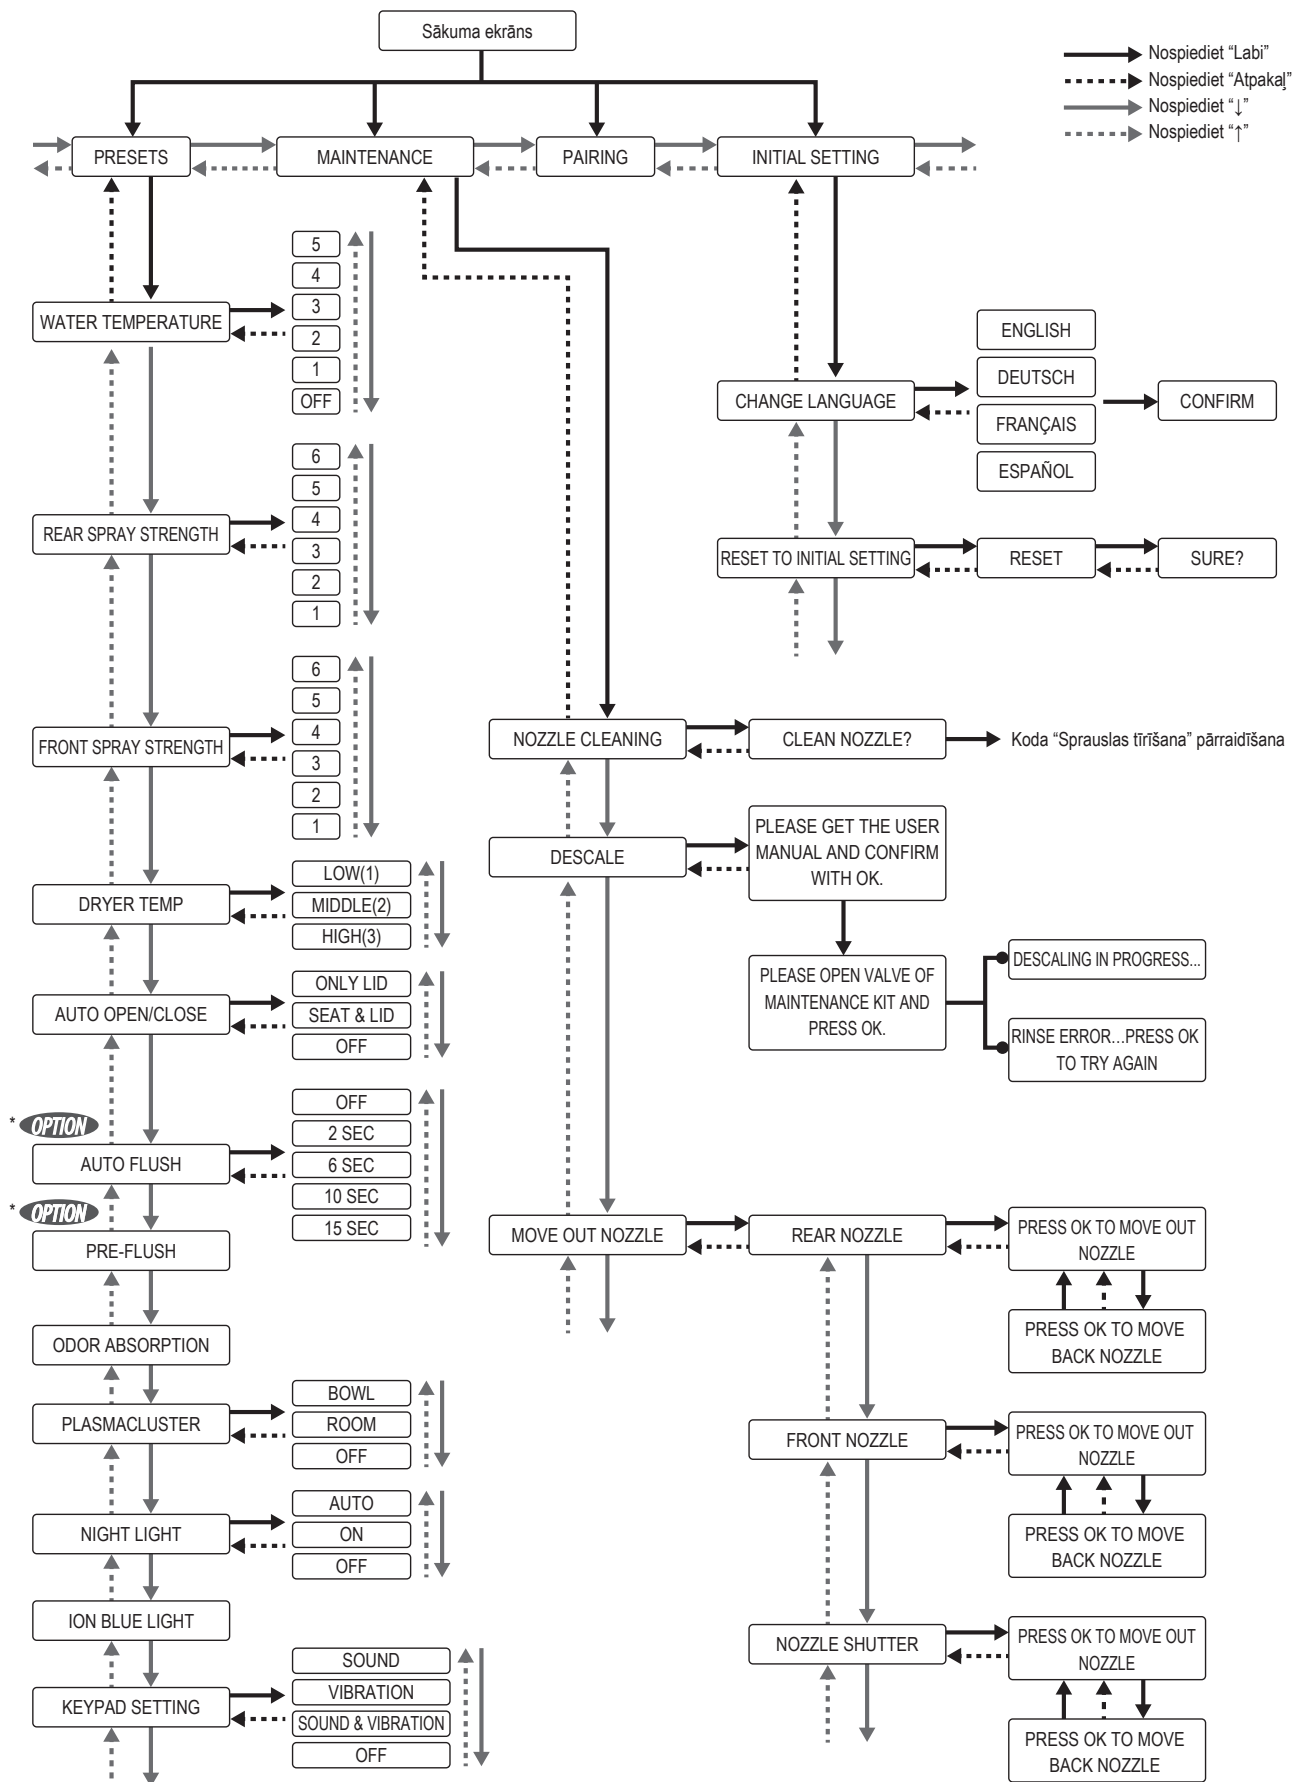 Sākuma ekrāns
Nospiediet “Labi”
Nospiediet “Atpakaļ”
Nospiediet “↓”
Nospiediet “↑”
PRESETS
MAINTENANCE
PAIRING
INITIAL SETTING
WATER TEMPERATURE
5
4
3
2
1
OFF
REAR SPRAY STRENGTH
6
5
4
3
2
1
FRONT SPRAY STRENGTH
6
5
4
3
2
1
DRYER TEMP
LOW(1)
MIDDLE(2)
HIGH(3)
AUTO OPEN/CLOSE
ONLY LID
SEAT & LID
OFF
* OPTION
AUTO FLUSH
OFF
2 SEC
6 SEC
10 SEC
15 SEC
* OPTION
PRE-FLUSH
ODOR ABSORPTION
PLASMACLUSTER
BOWL
ROOM
OFF
NIGHT LIGHT
AUTO
ON
OFF
ION BLUE LIGHT
KEYPAD SETTING
SOUND
VIBRATION
SOUND & VIBRATION
OFF
NOZZLE CLEANING
CLEAN NOZZLE?
Koda “Sprauslas tīrīšana” pārraidīšana
DESCALE
PLEASE GET THE USER
MANUAL AND CONFIRM
WITH OK.
PLEASE OPEN VALVE OF
MAINTENANCE KIT AND
PRESS OK.
DESCALING IN PROGRESS...
RINSE ERROR…PRESS OK
TO TRY AGAIN
MOVE OUT NOZZLE
REAR NOZZLE
PRESS OK TO MOVE OUT
NOZZLE
PRESS OK TO MOVE
BACK NOZZLE
FRONT NOZZLE
PRESS OK TO MOVE OUT
NOZZLE
PRESS OK TO MOVE
BACK NOZZLE
NOZZLE SHUTTER
PRESS OK TO MOVE OUT
NOZZLE
PRESS OK TO MOVE
BACK NOZZLE
CHANGE LANGUAGE
ENGLISH
DEUTSCH
FRANÇAIS
ESPAÑOL
CONFIRM
RESET TO INITIAL SETTING
RESET
SURE?